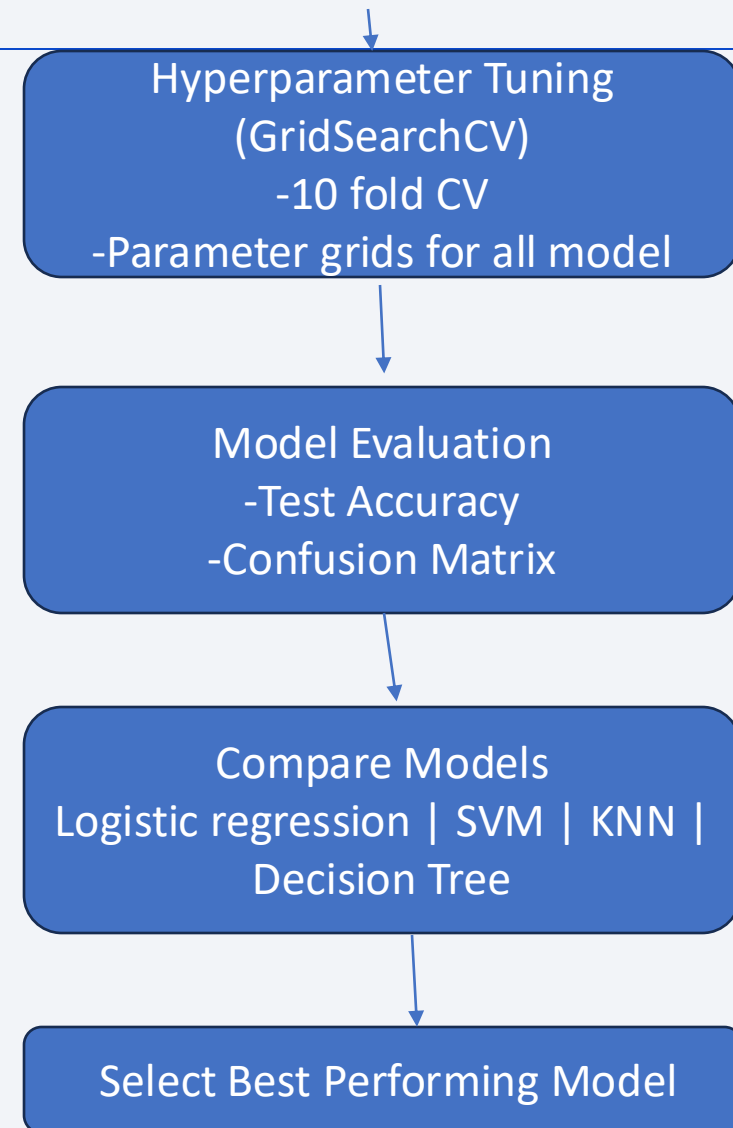 Hyperparameter Tuning
(GridSearchCV)
-10 fold CV
-Parameter grids for all model
Model Evaluation
-Test Accuracy
-Confusion Matrix
Compare Models
Logistic regression | SVM | KNN |
Decision Tree
Select Best Performing Model